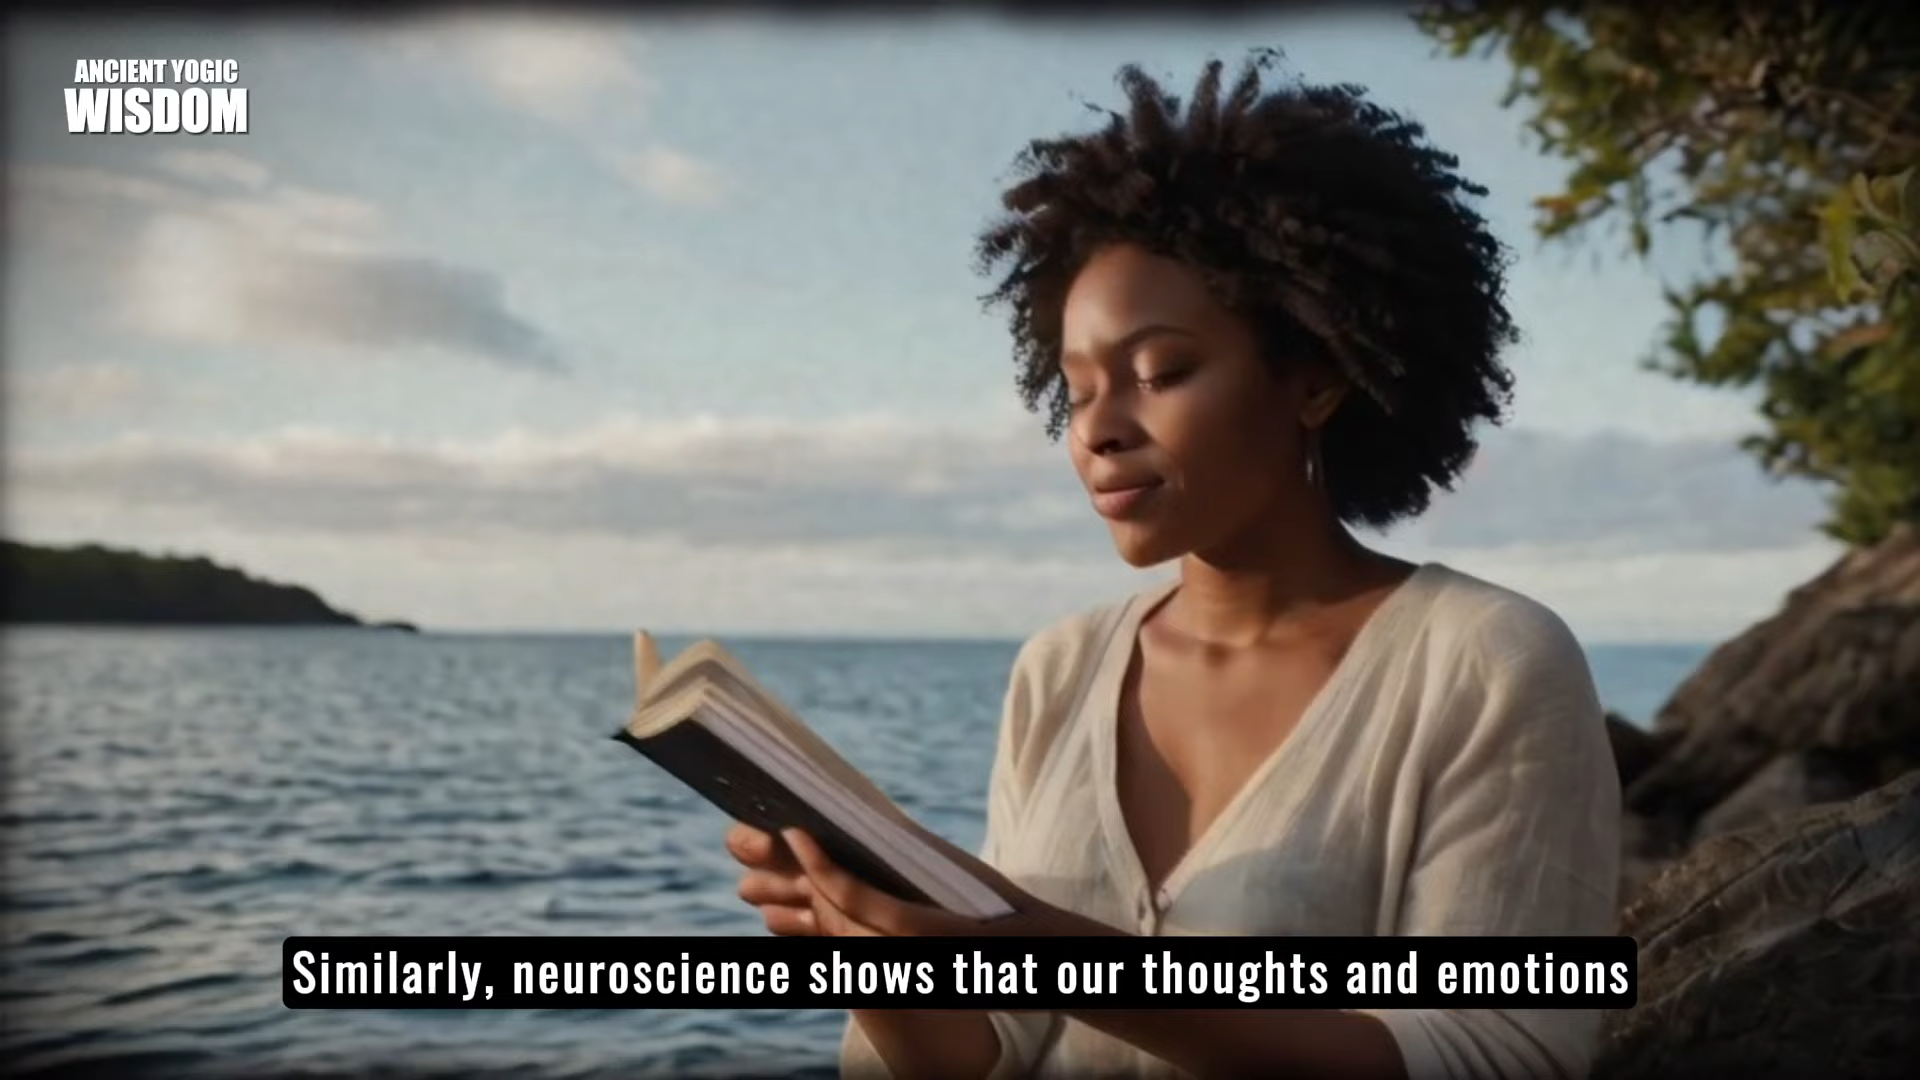 ANCIENT YOGIC
WISDOM
Similarly, neuroscience shows that our thoughts and emotions